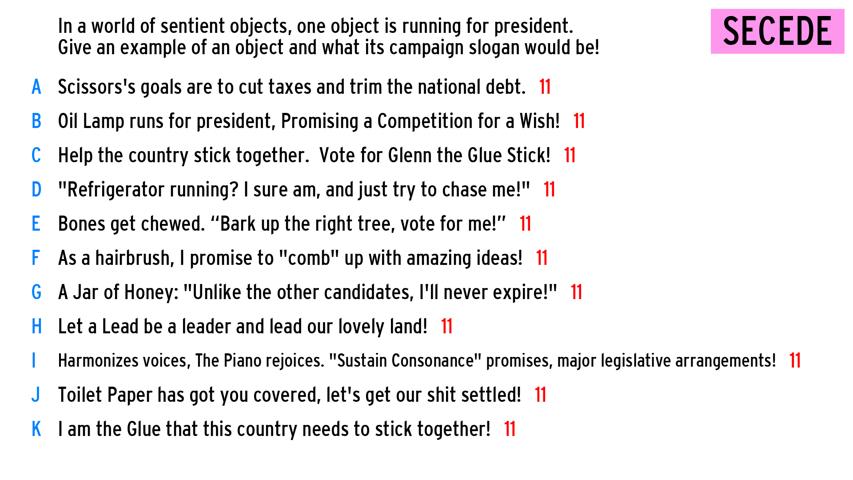 In a world of sentient objects, one object is running for president.
Give an example of an object and what its campaign slogan would be!
SECEDE
A Scissors's goals are to cut taxes and trim the national debt. 11
B Oil Lamp runs for president, Promising a Competition for a Wish! 11
C Help the country stick together.  Vote for Glenn the Glue Stick! 11
D "Refrigerator running? I sure am, and just try to chase me!" 11
E Bones get chewed. “Bark up the right tree, vote for me!” 11
F As a hairbrush, I promise to "comb" up with amazing ideas! 11
G A Jar of Honey: "Unlike the other candidates, I'll never expire!" 11
H Let a Lead be a leader and lead our lovely land! 11
I Harmonizes voices, The Piano rejoices. "Sustain Consonance" promises, major legislative arrangements! 11
J Toilet Paper has got you covered, let's get our shit settled! 11
K I am the Glue that this country needs to stick together! 11